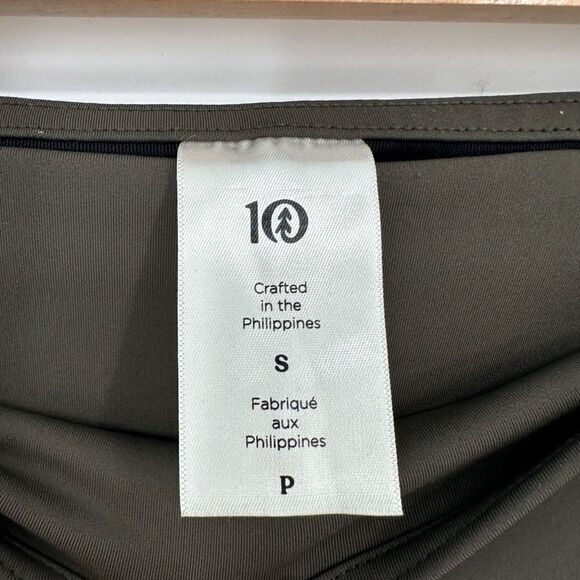 10
Crafted
in the
Philippines
S
Fabriqué
aux
Philippines
P